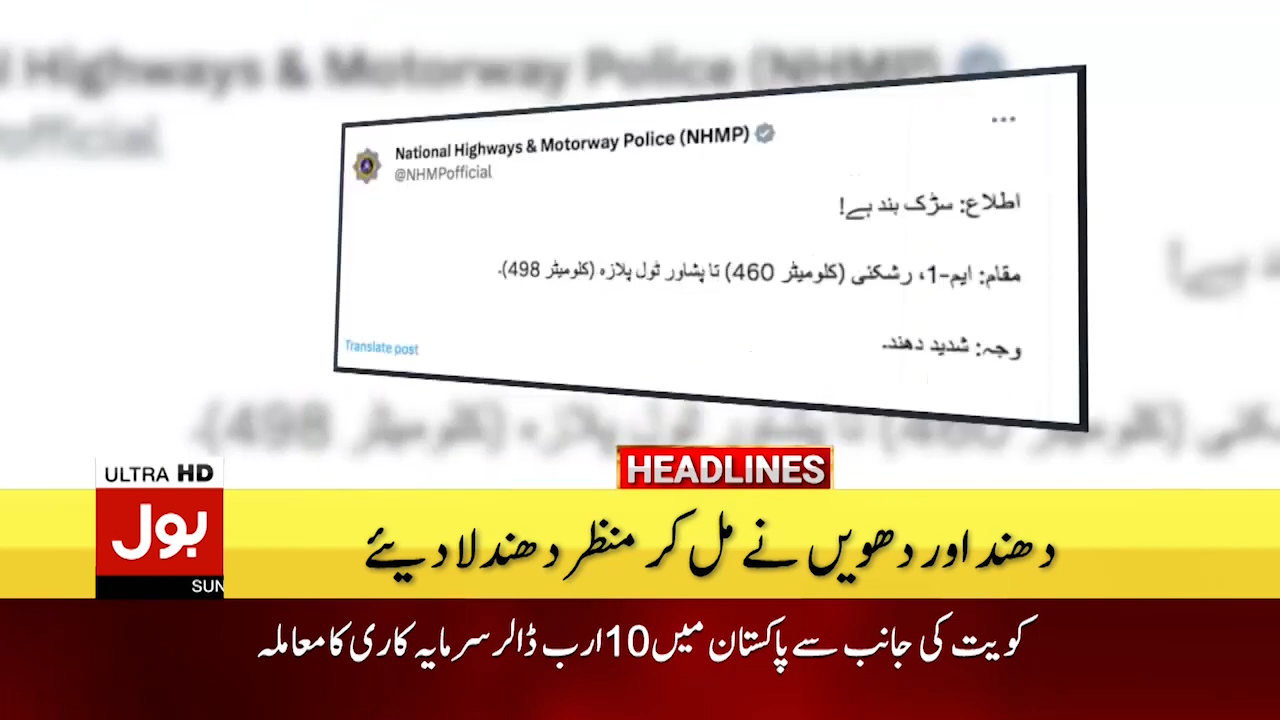 National Highways & Motorway Police (NHMP)
@NHMPofficial
اطلاع: سڑک بند ہے!
مقام: ایم-1، رشکئی (کلومیٹر 460) تا پشاور ٹول پلازہ (کلومیٹر 498).
وجہ: شدید دھند.
Translate post
HEADLINES
ULTRA HD
بول
SUN
دھند اور دھویں نے مل کر منظر دھندلا دیئے
کویت کی جانب سے پاکستان میں 10 ارب ڈالر سرمایہ کاری کا معاملہ